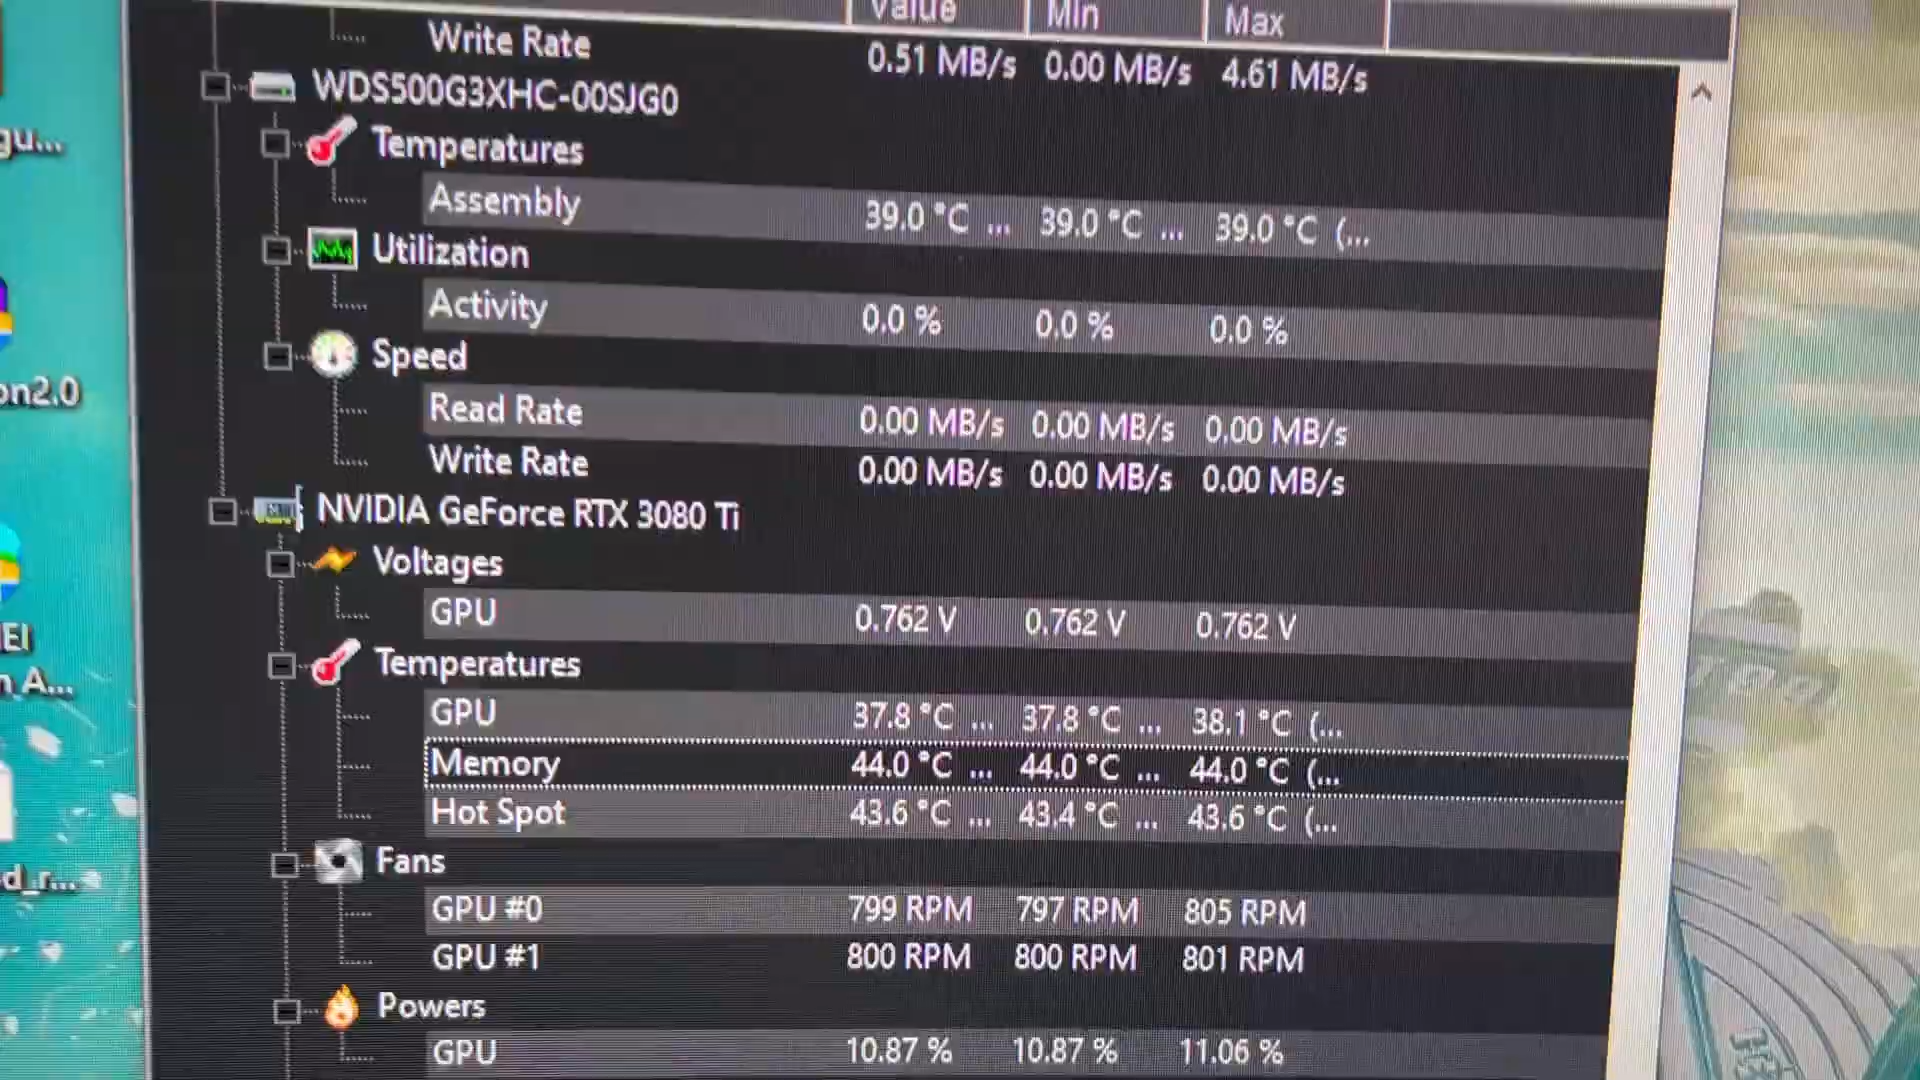 Value Min Max
Write Rate 0.51 MB/s 0.00 MB/s 4.61 MB/s
WDS500G3XHC-00SJG0
Temperatures
Assembly 39.0 °C ... 39.0 °C ... 39.0 °C (...
Utilization
Activity 0.0 % 0.0 % 0.0 %
Speed
Read Rate 0.00 MB/s 0.00 MB/s 0.00 MB/s
Write Rate 0.00 MB/s 0.00 MB/s 0.00 MB/s
NVIDIA GeForce RTX 3080 Ti
Voltages
GPU 0.762 V 0.762 V 0.762 V
Temperatures
GPU 37.8 °C ... 37.8 °C ... 38.1 °C (...
Memory 44.0 °C ... 44.0 °C ... 44.0 °C (...
Hot Spot 43.6 °C ... 43.4 °C ... 43.6 °C (...
Fans
GPU #0 799 RPM 797 RPM 805 RPM
GPU #1 800 RPM 800 RPM 801 RPM
Powers
GPU 10.87 % 10.87 % 11.06 %
gu...
on2.0
EI
n A...
d_r...